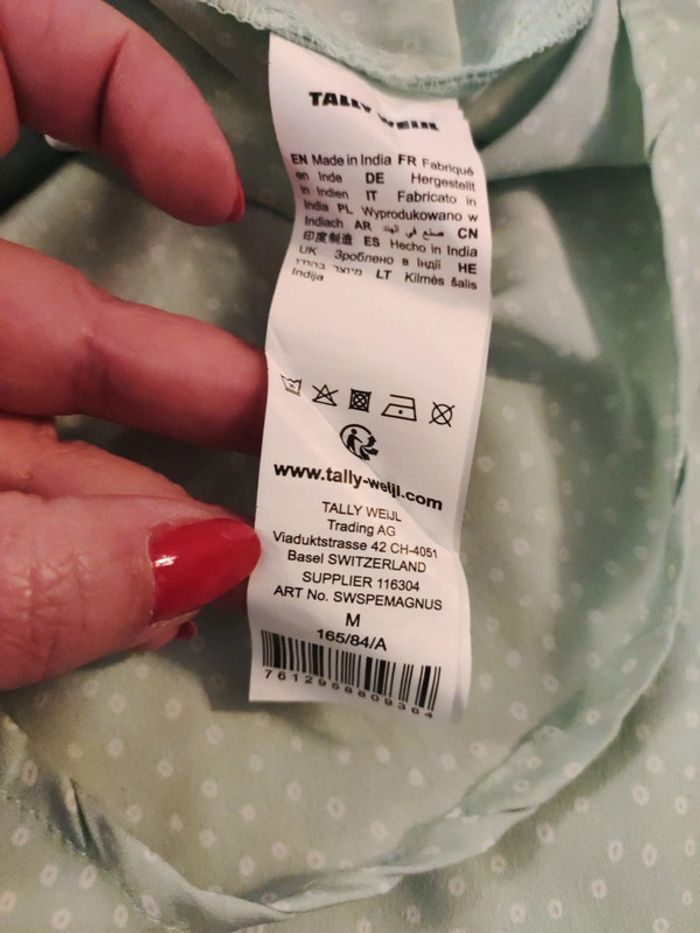 TALLY WEIJL
EN Made in India FR Fabriqué
en Inde DE Hergestellt
in Indien IT Fabricato in
India PL Wyprodukowano w
Indiach AR صنع في الهند CN
印度制造 ES Hecho in India
UK Зроблено в Індії HE
מיוצר בהודו LT Kilmės šalis
Indija
www.tally-weijl.com
TALLY WEIJL
Trading AG
Viaduktstrasse 42 CH-4051
Basel SWITZERLAND
SUPPLIER 116304
ART No. SWSPEMAGNUS
M
165/84/A
7612958809364